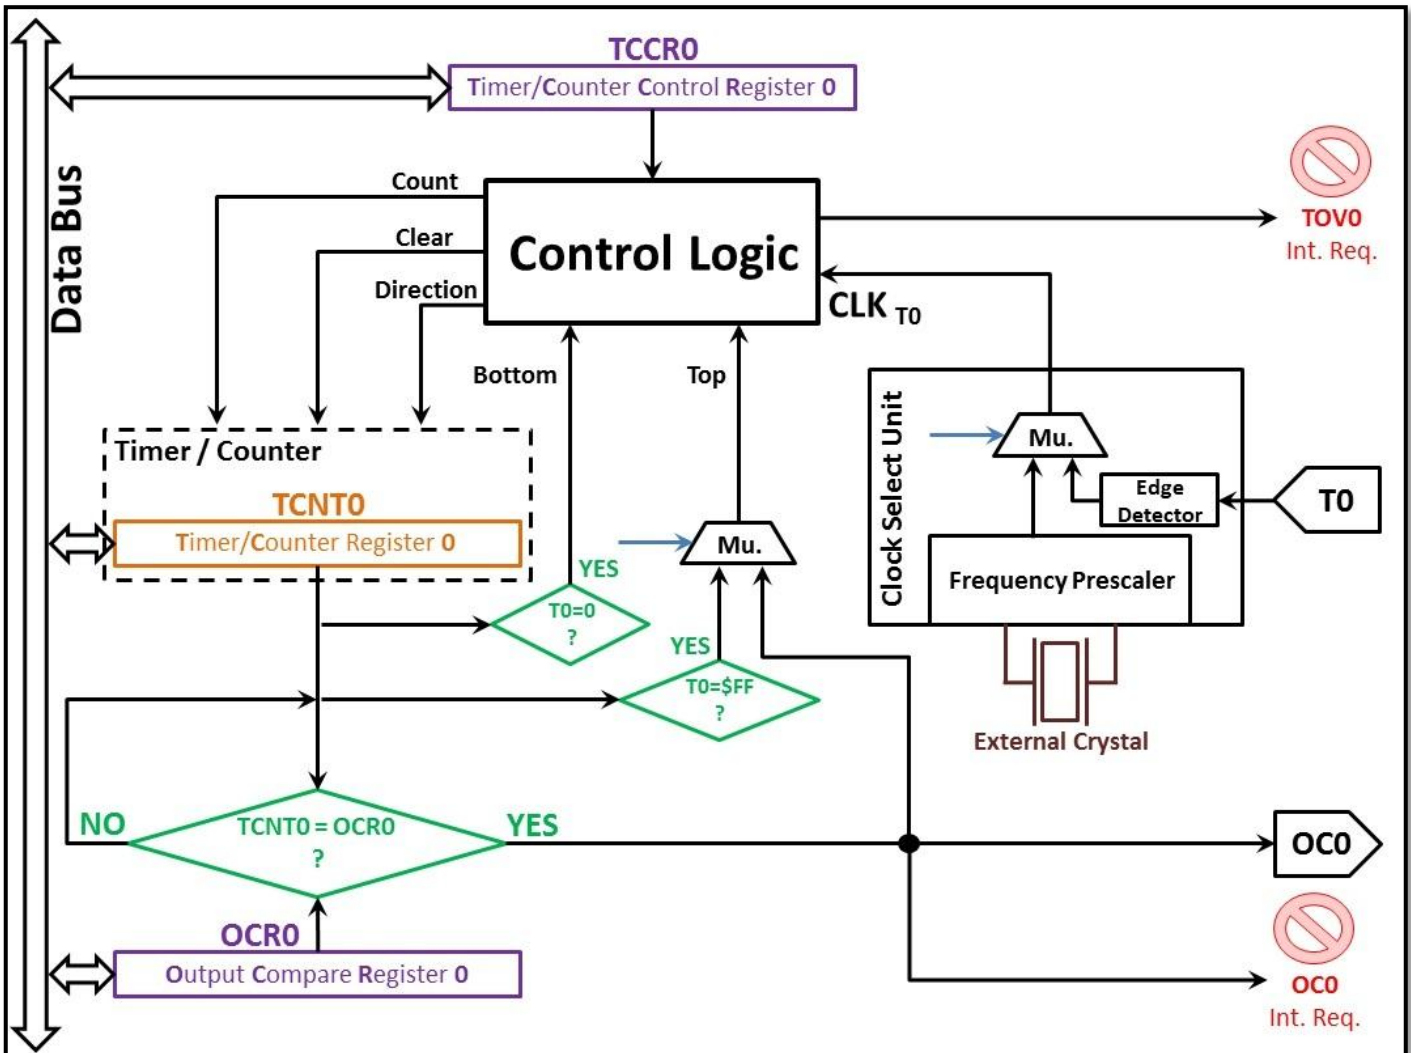 TCCR0
Timer/Counter Control Register 0
Data Bus
Count
Clear
Direction
Control Logic
TOV0
Int. Req.
CLK T0
Bottom
Top
Timer / Counter
TCNT0
Timer/Counter Register 0
Clock Select Unit
Mu.
Edge
Detector
T0
Frequency Prescaler
External Crystal
Mu.
YES
T0=0
?
YES
T0=$FF
?
NO
TCNT0 = OCR0
?
YES
OC0
OCR0
Output Compare Register 0
OC0
Int. Req.